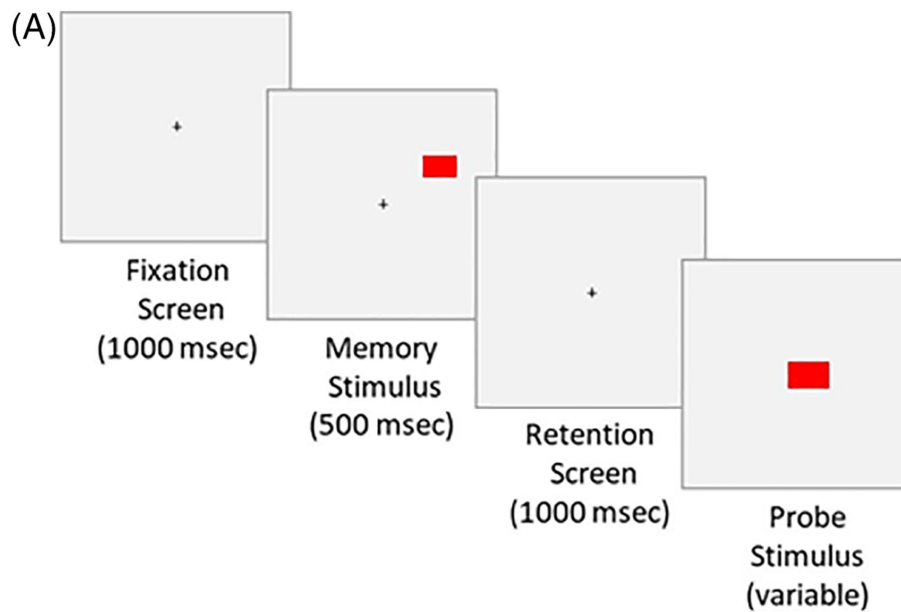 (A)
Fixation
Screen
(1000 msec)
Memory
Stimulus
(500 msec)
Retention
Screen
(1000 msec)
Probe
Stimulus
(variable)